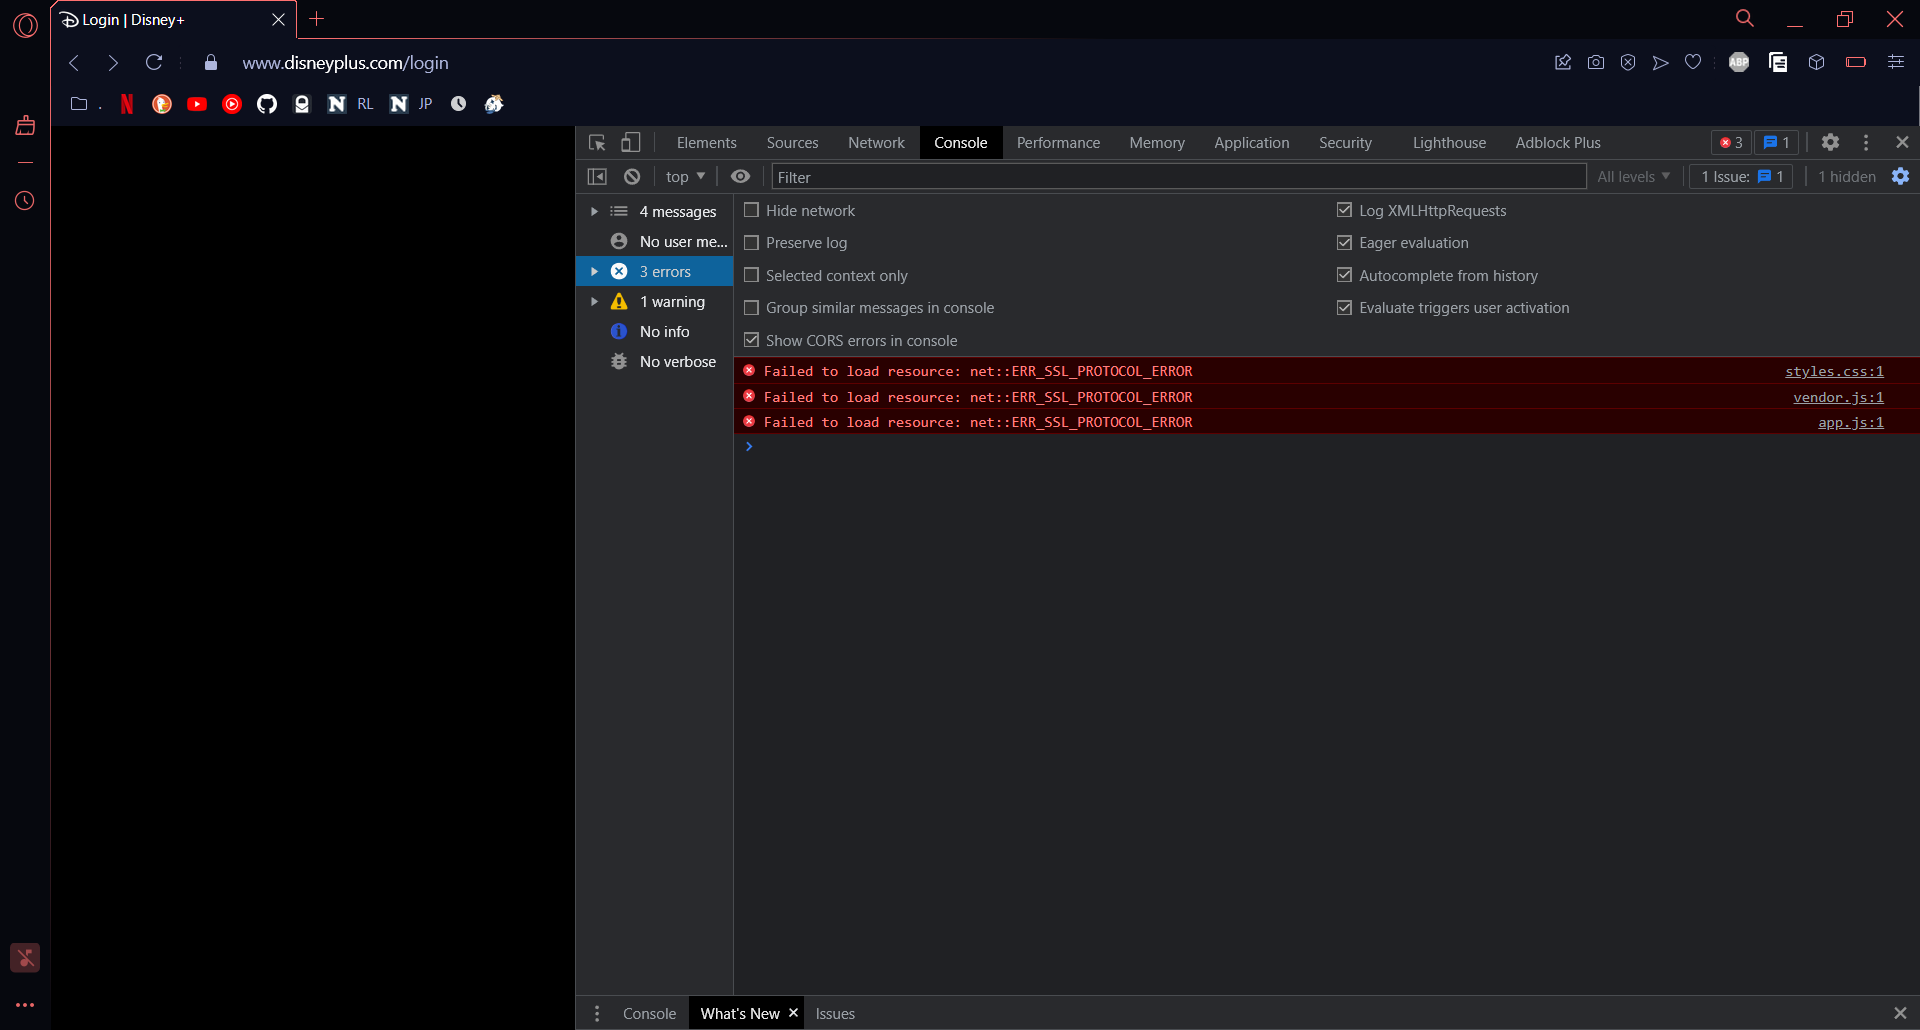 Login | Disney+
www.disneyplus.com/login
ABP
. N N RL N JP
Elements Sources Network Console Performance Memory Application Security Lighthouse Adblock Plus 3 1
top Filter All levels 1 Issue: 1 1 hidden
4 messages
No user me...
3 errors
1 warning
No info
No verbose
Hide network
Log XMLHttpRequests
Preserve log
Eager evaluation
Selected context only
Autocomplete from history
Group similar messages in console
Evaluate triggers user activation
Show CORS errors in console
Failed to load resource: net::ERR_SSL_PROTOCOL_ERROR styles.css:1
Failed to load resource: net::ERR_SSL_PROTOCOL_ERROR vendor.js:1
Failed to load resource: net::ERR_SSL_PROTOCOL_ERROR app.js:1
Console What's New Issues